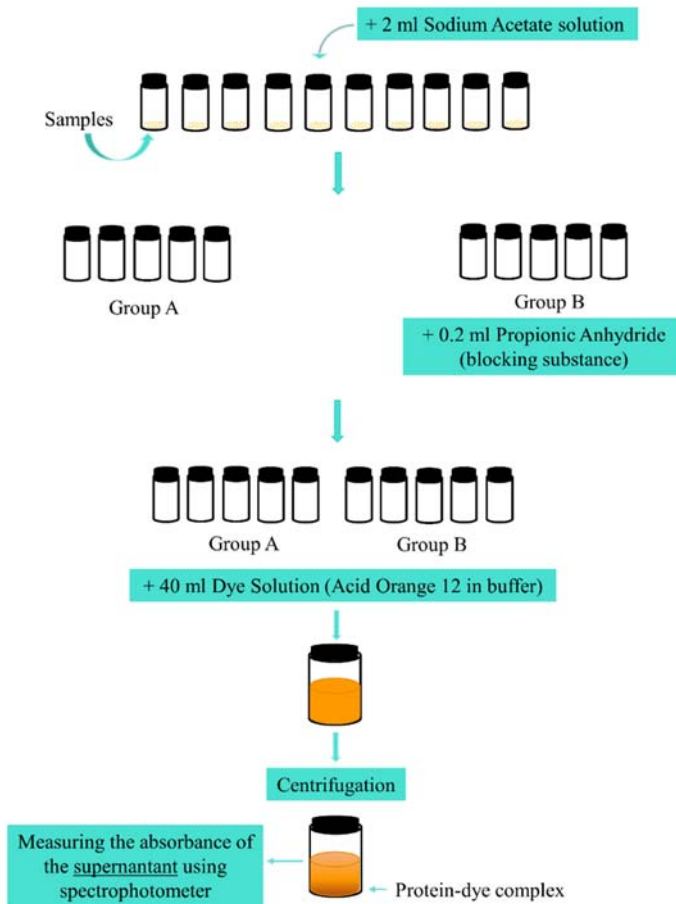 + 2 ml Sodium Acetate solution
Samples
Group A
Group B
+ 0.2 ml Propionic Anhydride
(blocking substance)
Group A
Group B
+ 40 ml Dye Solution (Acid Orange 12 in buffer)
Centrifugation
Measuring the absorbance of
the supernantant using
spectrophotometer
Protein-dye complex